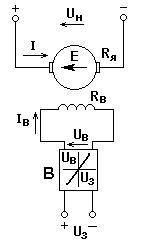 + Uн −
I E Rя
Rв
Iв
Uв
В Uв Uз
+ Uз −